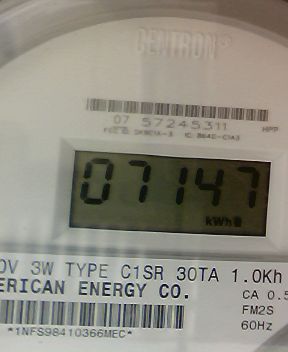 CENTRON®
07 57245311
HPP
07147
kWh
0V 3W TYPE C1SR 30TA 1.0Kh
ERICAN ENERGY CO.
CA 0.5
FM2S
60Hz
*1NFS98410366MEC*